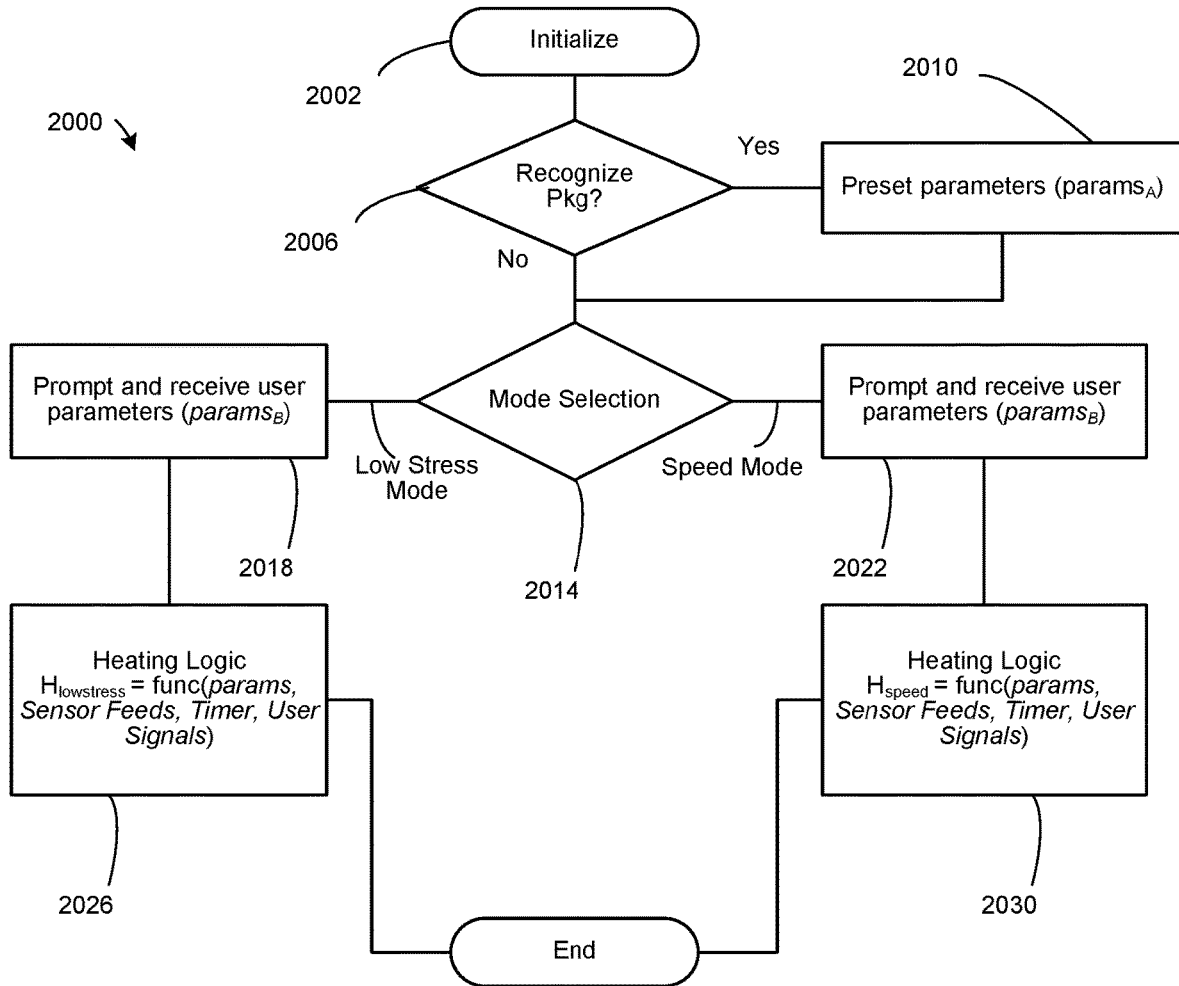 Initialize
2002
2010
2000
Yes
Recognize
Pkg?
Preset parameters (paramsA)
2006
No
Prompt and receive user
parameters (paramsB)
Mode Selection
Prompt and receive user
parameters (paramsB)
Low Stress
Mode
Speed Mode
2018
2014
2022
Heating Logic
Hlowstress = func(params,
Sensor Feeds, Timer, User
Signals)
Heating Logic
Hspeed = func(params,
Sensor Feeds, Timer, User
Signals)
2026
2030
End